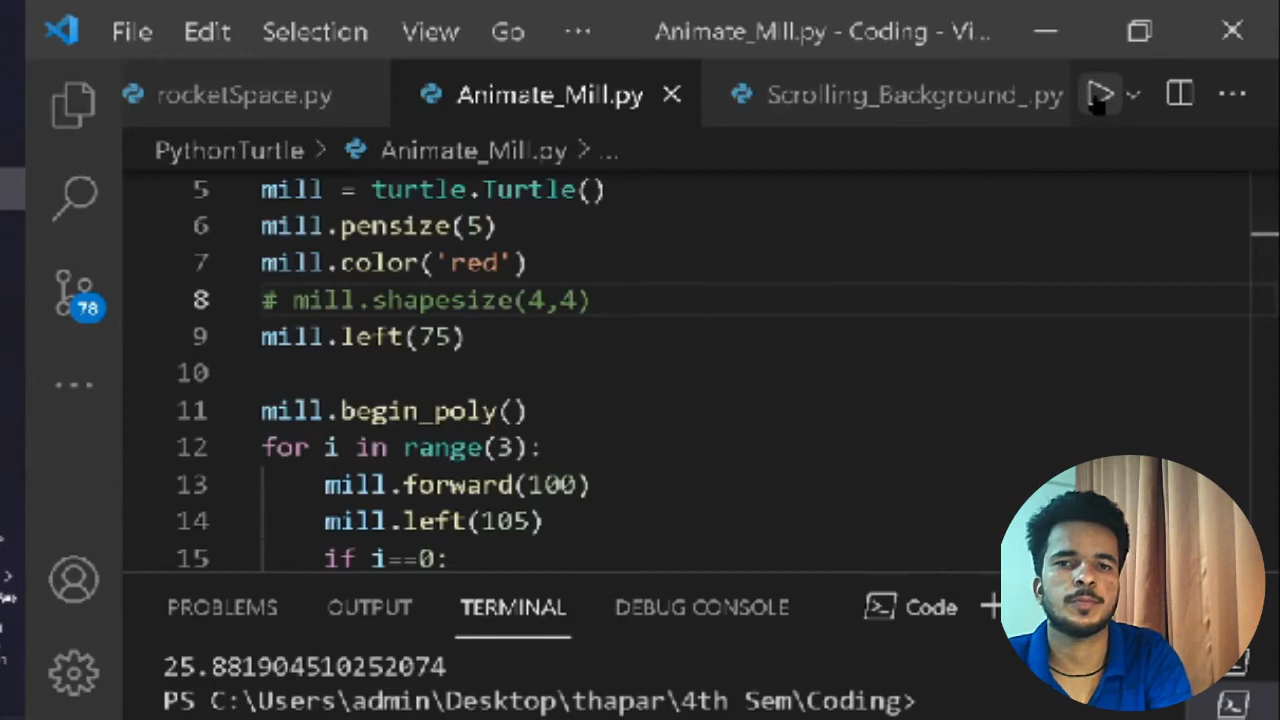 File Edit Selection View Go ··· Animate_Mill.py - Coding - Vi...
rocketSpace.py Animate_Mill.py Scrolling_Background_.py
PythonTurtle > Animate_Mill.py > ...
5 mill = turtle.Turtle()
6 mill.pensize(5)
7 mill.color('red')
8 # mill.shapesize(4,4)
78
9 mill.left(75)
10
11 mill.begin_poly()
12 for i in range(3):
13 mill.forward(100)
14 mill.left(105)
15 if i==0:
PROBLEMS OUTPUT TERMINAL DEBUG CONSOLE Code
25.881904510252074
PS C:\Users\admin\Desktop\thapar\4th Sem\Coding>